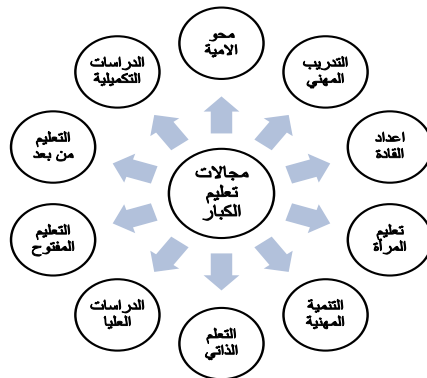 محو
الامية
التدريب
المهني
اعداد
القادة
تعليم
المرأة
التنمية
المهنية
التعلم
الذاتي
الدراسات
العليا
التعليم
المفتوح
التعليم
من بعد
الدراسات
التكميلية
مجالات
تعليم
الكبار